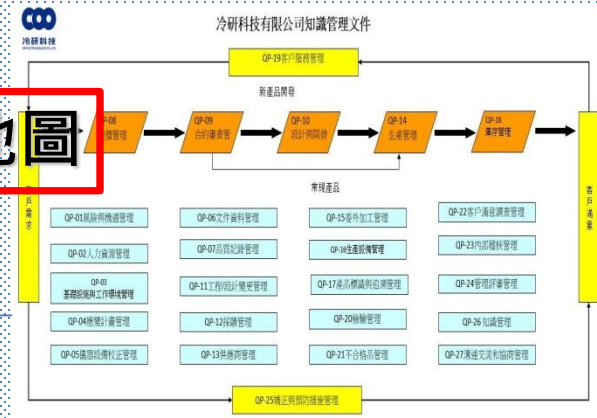 冷研科技有限公司知識管理文件
冷研科技
QP-19客戶服務管理
新產品開發
地圖
QP-08
管理
QP-09
合約審查管
QP-10
設計與開發
QP-14
生產管理
QP-18
庫存管理
常規產品
客戶需求
客戶滿意
QP-01風險與機遇管理
QP-06文件資料管理
QP-15委外加工管理
QP-22客戶滿意調查管理
QP-02人力資源管理
QP-07品質記錄管理
QP-16生產設備管理
QP-23內部稽核管理
QP-03
基礎設施與工作環境管理
QP-11工程/設計變更管理
QP-17產品標識與追溯管理
QP-24管理評審管理
QP-04應變計畫管理
QP-12採購管理
QP-20檢驗管理
QP-26 知識管理
QP-05儀器設備校正管理
QP-13供應商管理
QP-21不合格品管理
QP-27溝通交流和協商管理
QP-25矯正與預防措施管理